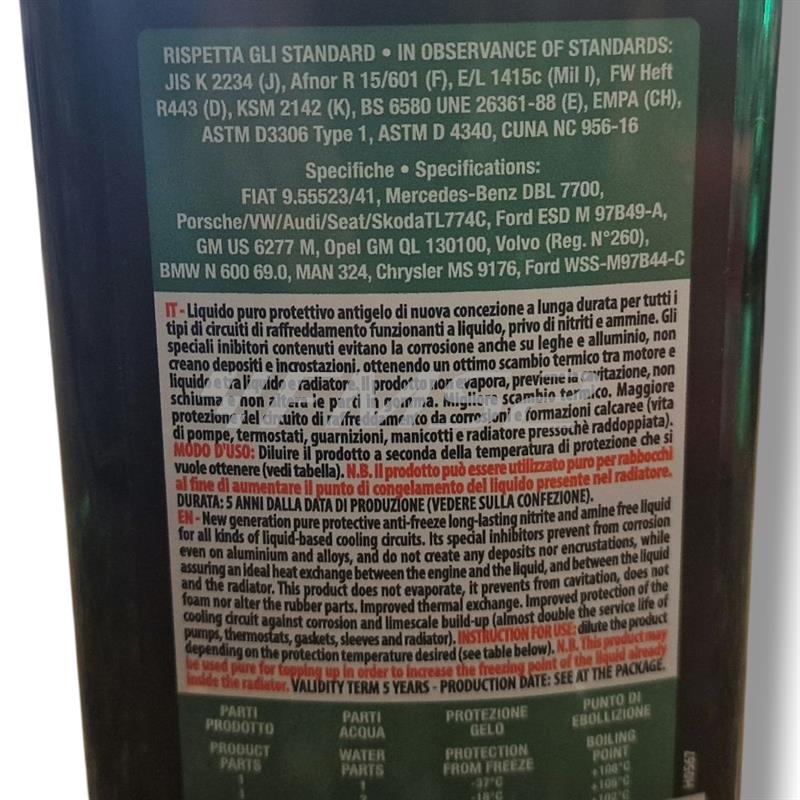 RISPETTA GLI STANDARD • IN OBSERVANCE OF STANDARDS:
JIS K 2234 (J), Afnor R 15/601 (F), E/L 1415c (Mil I), FW Heft
R443 (D), KSM 2142 (K), BS 6580 UNE 26361-88 (E), EMPA (CH),
ASTM D3306 Type 1, ASTM D 4340, CUNA NC 956-16
Specifiche • Specifications:
FIAT 9.55523/41, Mercedes-Benz DBL 7700,
Porsche/VW/Audi/Seat/SkodaTL774C, Ford ESD M 97B49-A,
GM US 6277 M, Opel GM QL 130100, Volvo (Reg. N°260),
BMW N 600 69.0, MAN 324, Chrysler MS 9176, Ford WSS-M97B44-C
IT - Liquido puro protettivo antigelo di nuova concezione a lunga durata per tutti i
tipi di circuiti di raffreddamento funzionanti a liquido, privo di nitriti e ammine. Gli
speciali inibitori contenuti evitano la corrosione anche su leghe e alluminio, non
creano depositi e incrostazioni. ottenendo un ottimo scambio termico tra motore e
liquido e tra liquido e radiatore. Il prodotto non evapora, previene la cavitazione, non
schiuma e non altera le parti in gomma. Migliore scambio termico. Maggiore
protezione del circuito di raffreddamento da corrosioni e formazioni calcaree (vita
di pompe, termostati, guarnizioni, manicotti e radiatore pressochè raddoppiata).
MODO D'USO: Diluire il prodotto a seconda della temperatura di protezione che si
vuole ottenere (vedi tabella). N.B. Il prodotto può essere utilizzato puro per rabbocchi
al fine di aumentare il punto di congelamento del liquido presente nel radiatore.
DURATA: 5 ANNI DALLA DATA DI PRODUZIONE (VEDERE SULLA CONFEZIONE).
EN - New generation pure protective anti-freeze long-lasting nitrite and amine free liquid
for all kinds of liquid-based cooling circuits. Its special inhibitors prevent from corrosion
even on aluminium and alloys, and do not create any deposits nor encrustations, while
assuring an ideal heat exchange between the engine and the liquid, and between the liquid
and the radiator. This product does not evaporate, it prevents from cavitation, does not
foam nor alter the rubber parts. Improved thermal exchange. Improved protection of the
cooling circuit against corrosion and limescale build-up (almost double the service life of
pumps, thermostats, gaskets, sleeves and radiator). INSTRUCTION FOR USE: dilute the product
depending on the protection temperature desired (see table below). N.B. This product may
be used pure for topping up in order to increase the freezing point of the liquid already
inside the radiator. VALIDITY TERM 5 YEARS - PRODUCTION DATE: SEE AT THE PACKAGE.
PARTI PRODOTTO
PARTI ACQUA
PROTEZIONE GELO
PUNTO DI EBOLLIZIONE
PRODUCT PARTS
WATER PARTS
PROTECTION FROM FREEZE
BOILING POINT
1 1 -37°C +108°C
1 2 -18°C
H0567